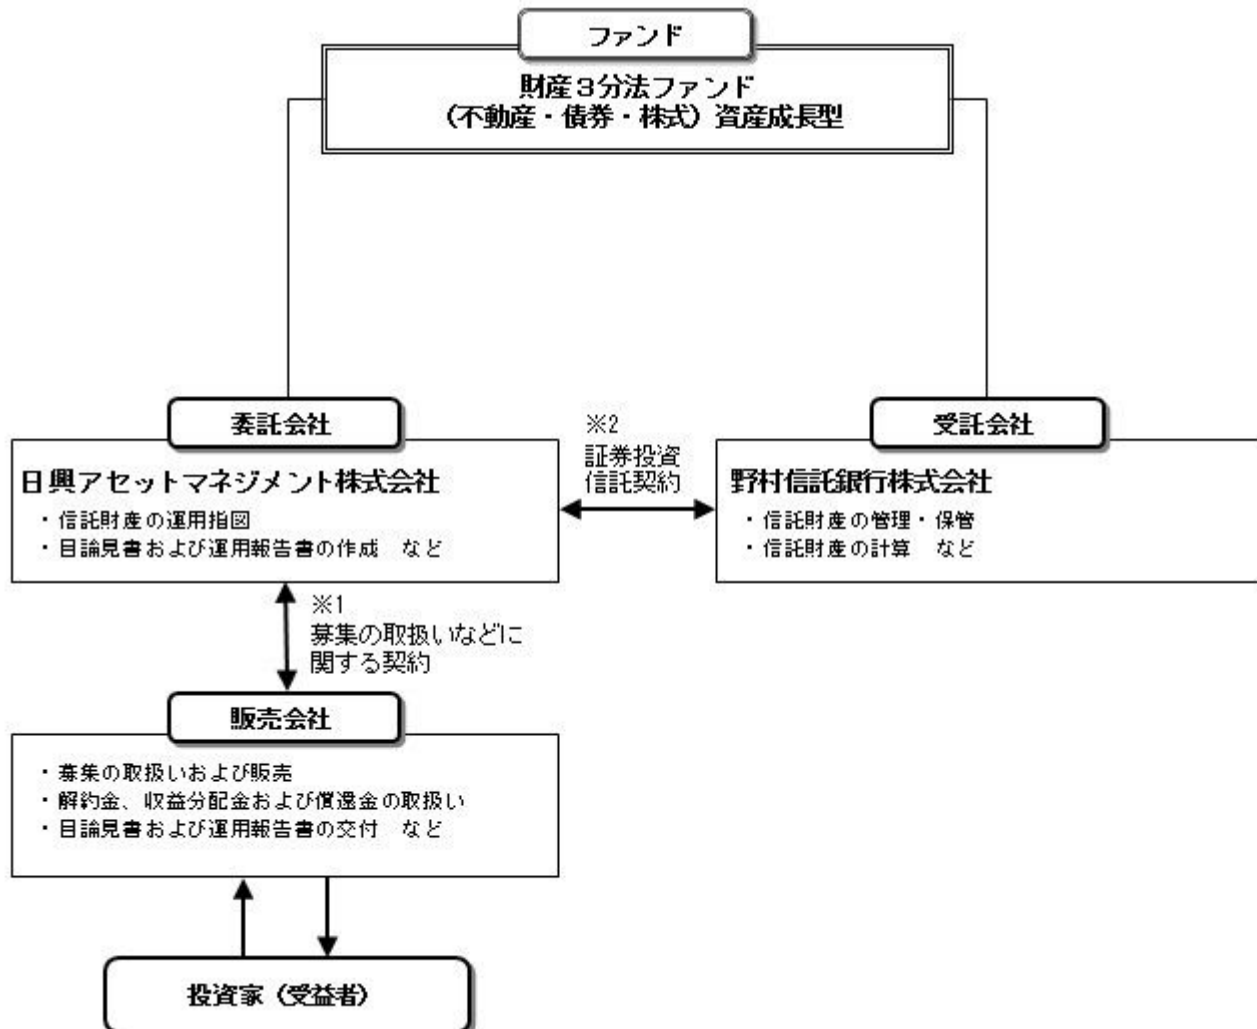 ファンド
財産3分法ファンド
（不動産・債券・株式）資産成長型
委託会社
日興アセットマネジメント株式会社
・信託財産の運用指図
・目論見書および運用報告書の作成　など
※2
証券投資
信託契約
受託会社
野村信託銀行株式会社
・信託財産の管理・保管
・信託財産の計算　など
※1
募集の取扱いなどに
関する契約
販売会社
・募集の取扱いおよび販売
・解約金、収益分配金および償還金の取扱い
・目論見書および運用報告書の交付　など
投資家（受益者）